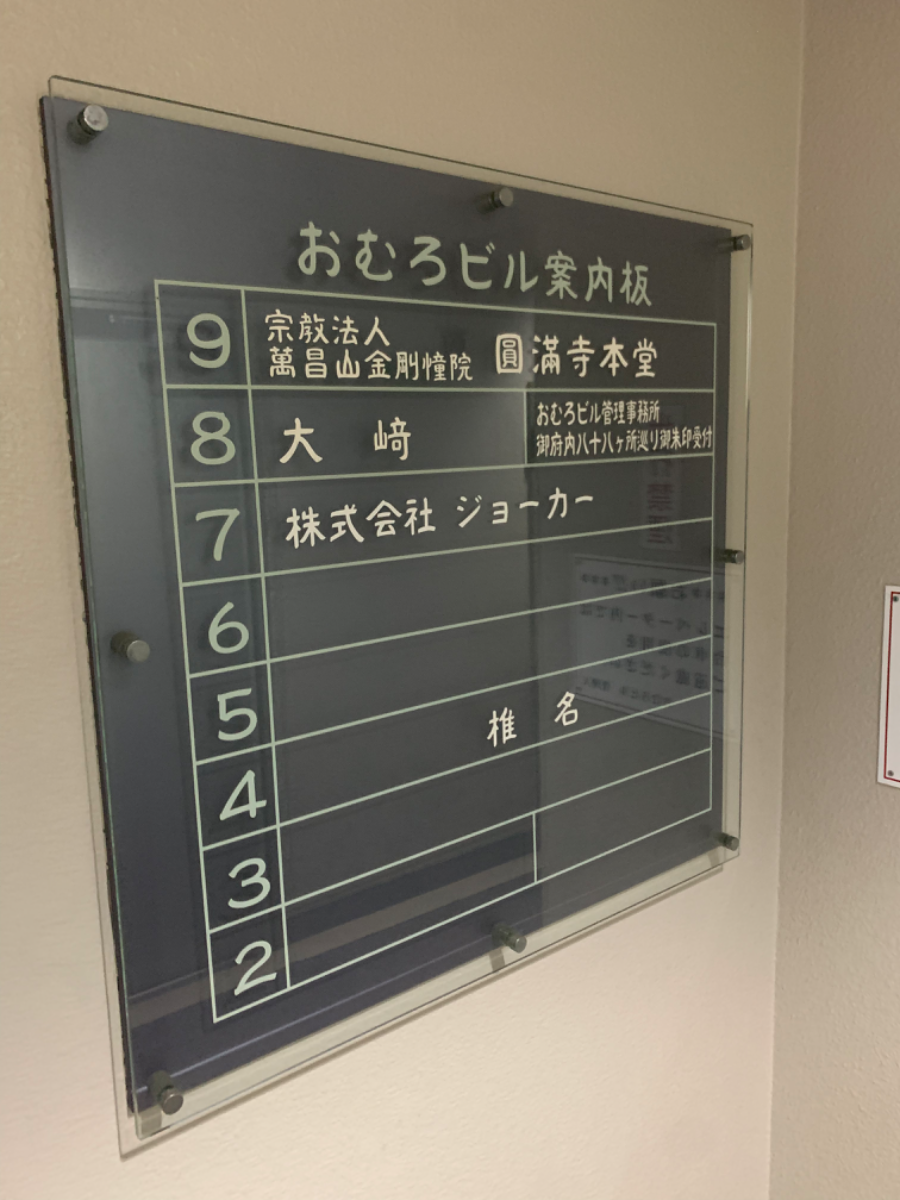 おむろビル案内板
9
宗教法人
萬昌山金剛憧院 圓滿寺本堂
8
大 﨑
おむろビル管理事務所
御府内八十八ヶ所巡り御朱印受付
7
株式会社 ジョーカー
6
5
椎 名
4
3
2